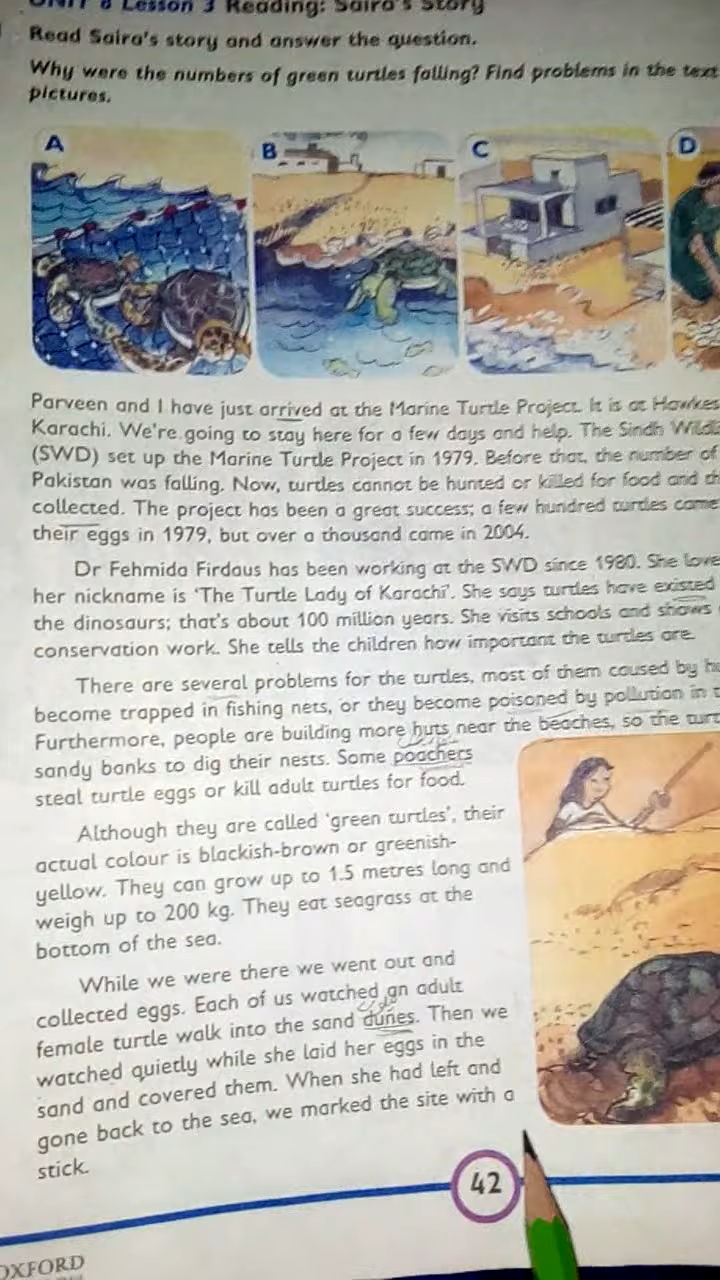 UNIT 8 Lesson 3 Reading: Saira's Story
Read Saira's story and answer the question.
Why were the numbers of green turtles falling? Find problems in the text
pictures.
A
B
C
D
Parveen and I have just arrived at the Marine Turtle Project. It is at Hawkes
Karachi. We're going to stay here for a few days and help. The Sindh Wildl
(SWD) set up the Marine Turtle Project in 1979. Before that, the number of
Pakistan was falling. Now, turtles cannot be hunted or killed for food and th
collected. The project has been a great success; a few hundred turtles came
their eggs in 1979, but over a thousand came in 2004.
Dr Fehmida Firdaus has been working at the SWD since 1980. She love
her nickname is 'The Turtle Lady of Karachi'. She says turtles have existed
the dinosaurs; that's about 100 million years. She visits schools and shows
conservation work. She tells the children how important the turtles are.
There are several problems for the turtles, most of them caused by hu
become trapped in fishing nets, or they become poisoned by pollution in t
Furthermore, people are building more huts near the beaches, so the turt
sandy banks to dig their nests. Some poachers
steal turtle eggs or kill adult turtles for food.
Although they are called 'green turtles', their
actual colour is blackish-brown or greenish-
yellow. They can grow up to 1.5 metres long and
weigh up to 200 kg. They eat seagrass at the
bottom of the sea.
While we were there we went out and
collected eggs. Each of us watched an adult
female turtle walk into the sand dunes. Then we
watched quietly while she laid her eggs in the
sand and covered them. When she had left and
gone back to the sea, we marked the site with a
stick.
42
OXFORD